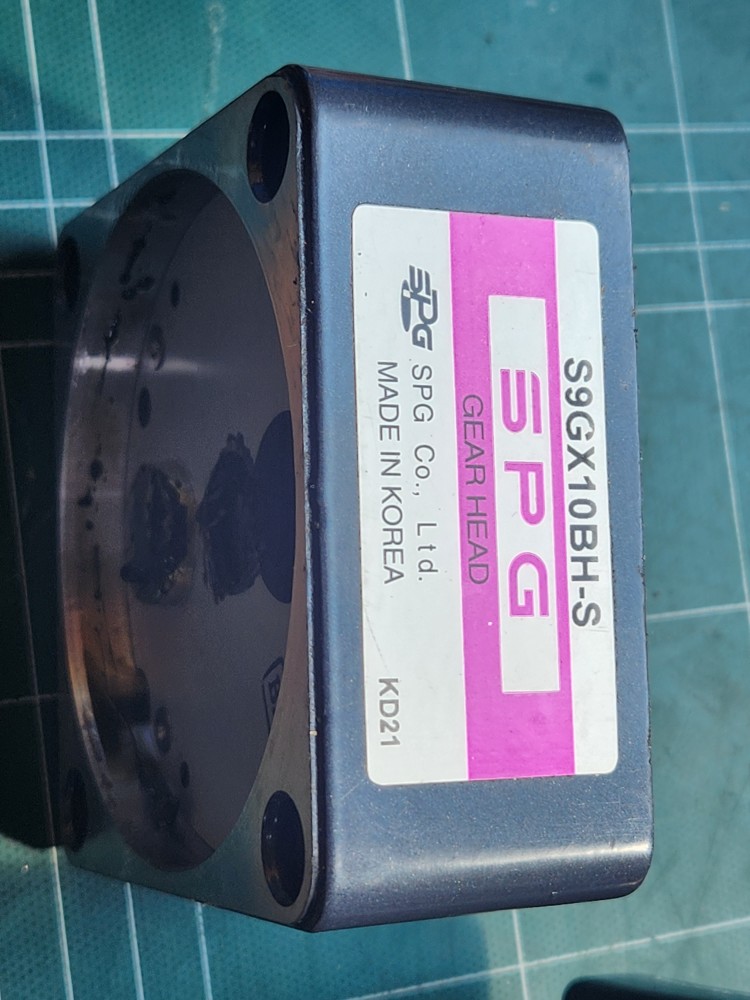 S9GX10BH-S
SPG
GEAR HEAD
SPG SPG Co., Ltd.
MADE IN KOREA KD21